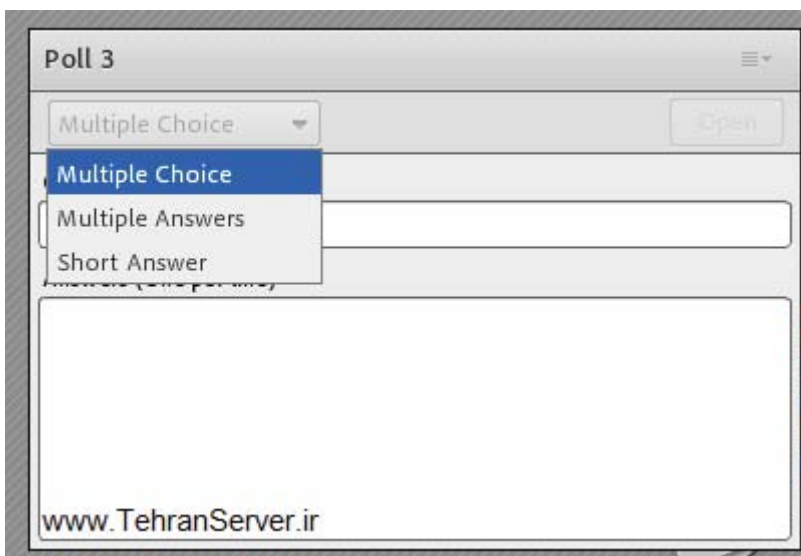 Poll 3
Multiple Choice
Open
Multiple Choice
Multiple Answers
Short Answer
www.TehranServer.ir